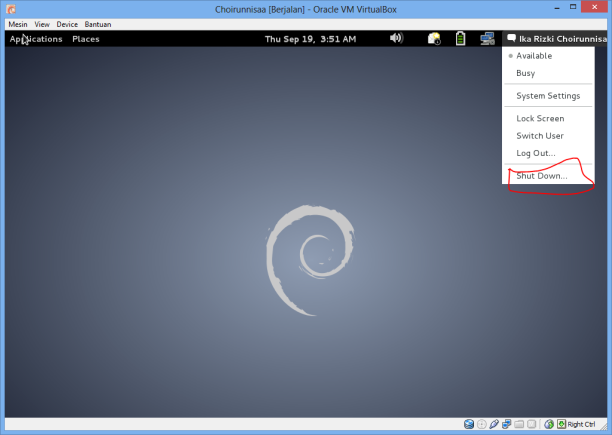 Choirunnisaa [Berjalan] - Oracle VM VirtualBox
Mesin View Device Bantuan
Applications Places Thu Sep 19, 3:51 AM Ika Rizki Choirunnisa
Available
Busy
System Settings
Lock Screen
Switch User
Log Out...
Shut Down...
Right Ctrl